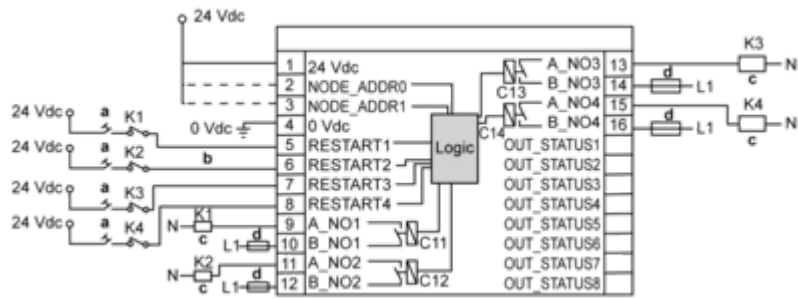 24 Vdc
1 24 Vdc
2 NODE_ADDR0
3 NODE_ADDR1
4 0 Vdc
5 RESTART1
6 RESTART2
7 RESTART3
8 RESTART4
9 A_NO1
10 B_NO1
11 A_NO2
12 B_NO2
0 Vdc
24 Vdc a K1
24 Vdc a K2 b
24 Vdc a K3
24 Vdc a K4
N K1 c
L1 d
N K2 c
L1 d
Logic
C13
C14
C11
C12
A_NO3 13
B_NO3 14
A_NO4 15
B_NO4 16
OUT_STATUS1
OUT_STATUS2
OUT_STATUS3
OUT_STATUS4
OUT_STATUS5
OUT_STATUS6
OUT_STATUS7
OUT_STATUS8
K3
c N
d L1
K4
c N
d L1